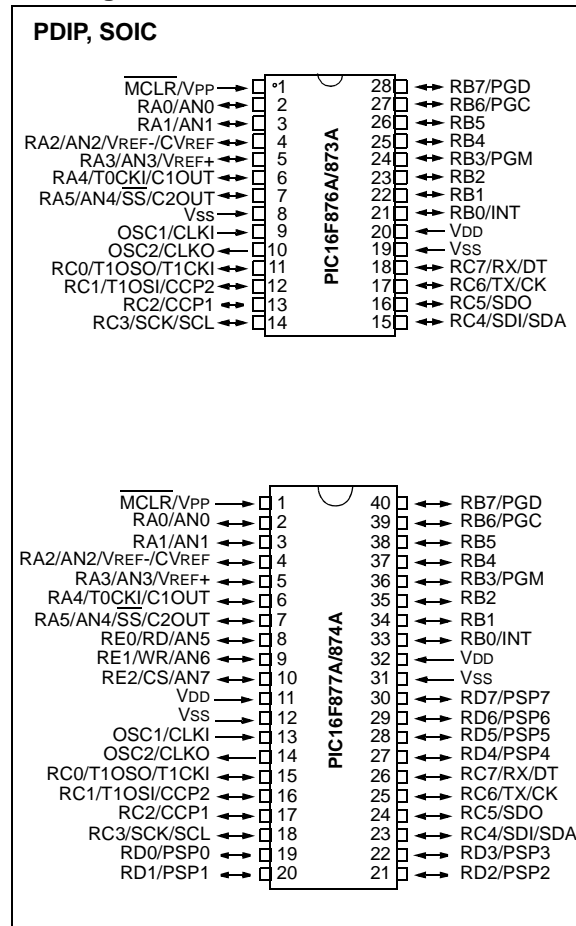 PDIP, SOIC
MCLR/VPP 1 28 RB7/PGD
RA0/AN0 2 27 RB6/PGC
RA1/AN1 3 26 RB5
RA2/AN2/VREF-/CVREF 4 25 RB4
RA3/AN3/VREF+ 5 24 RB3/PGM
RA4/T0CKI/C1OUT 6 23 RB2
RA5/AN4/SS/C2OUT 7 22 RB1
VSS 8 21 RB0/INT
OSC1/CLKI 9 20 VDD
OSC2/CLKO 10 19 VSS
RC0/T1OSO/T1CKI 11 18 RC7/RX/DT
RC1/T1OSI/CCP2 12 17 RC6/TX/CK
RC2/CCP1 13 16 RC5/SDO
RC3/SCK/SCL 14 15 RC4/SDI/SDA
PIC16F876A/873A
MCLR/VPP 1 40 RB7/PGD
RA0/AN0 2 39 RB6/PGC
RA1/AN1 3 38 RB5
RA2/AN2/VREF-/CVREF 4 37 RB4
RA3/AN3/VREF+ 5 36 RB3/PGM
RA4/T0CKI/C1OUT 6 35 RB2
RA5/AN4/SS/C2OUT 7 34 RB1
RE0/RD/AN5 8 33 RB0/INT
RE1/WR/AN6 9 32 VDD
RE2/CS/AN7 10 31 VSS
VDD 11 30 RD7/PSP7
VSS 12 29 RD6/PSP6
OSC1/CLKI 13 28 RD5/PSP5
OSC2/CLKO 14 27 RD4/PSP4
RC0/T1OSO/T1CKI 15 26 RC7/RX/DT
RC1/T1OSI/CCP2 16 25 RC6/TX/CK
RC2/CCP1 17 24 RC5/SDO
RC3/SCK/SCL 18 23 RC4/SDI/SDA
RD0/PSP0 19 22 RD3/PSP3
RD1/PSP1 20 21 RD2/PSP2
PIC16F877A/874A